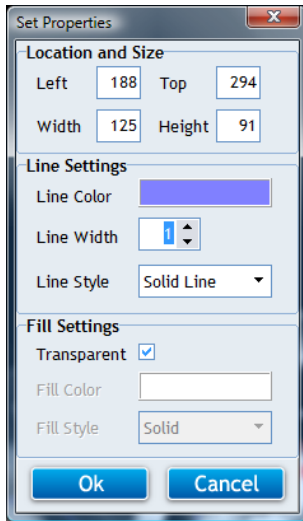 Set Properties
Location and Size
Left 188 Top 294
Width 125 Height 91
Line Settings
Line Color
Line Width 1
Line Style Solid Line
Fill Settings
Transparent
Fill Color
Fill Style Solid
Ok Cancel